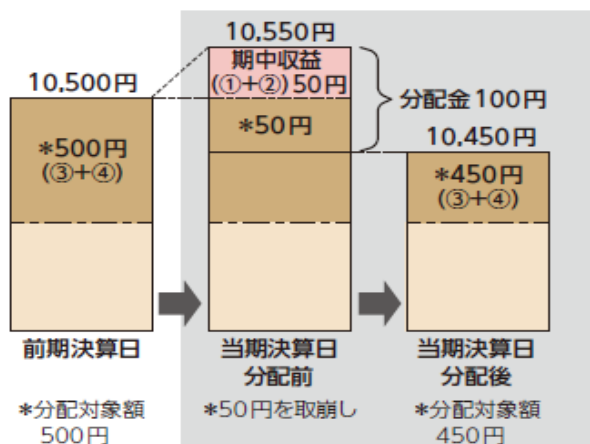 10,550円
期中収益
(①+②)50円
10,500円
分配金100円
*50円
10,450円
*500円
(③+④)
*450円
(③+④)
前期決算日
当期決算日
分配前
当期決算日
分配後
*分配対象額
500円
*50円を取崩し
*分配対象額
450円